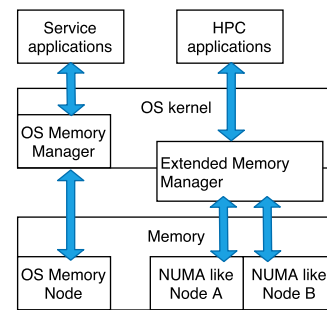 Service
applications
HPC
applications
OS kernel
OS Memory
Manager
Extended Memory
Manager
Memory
OS Memory
Node
NUMA like
Node A
NUMA like
Node B